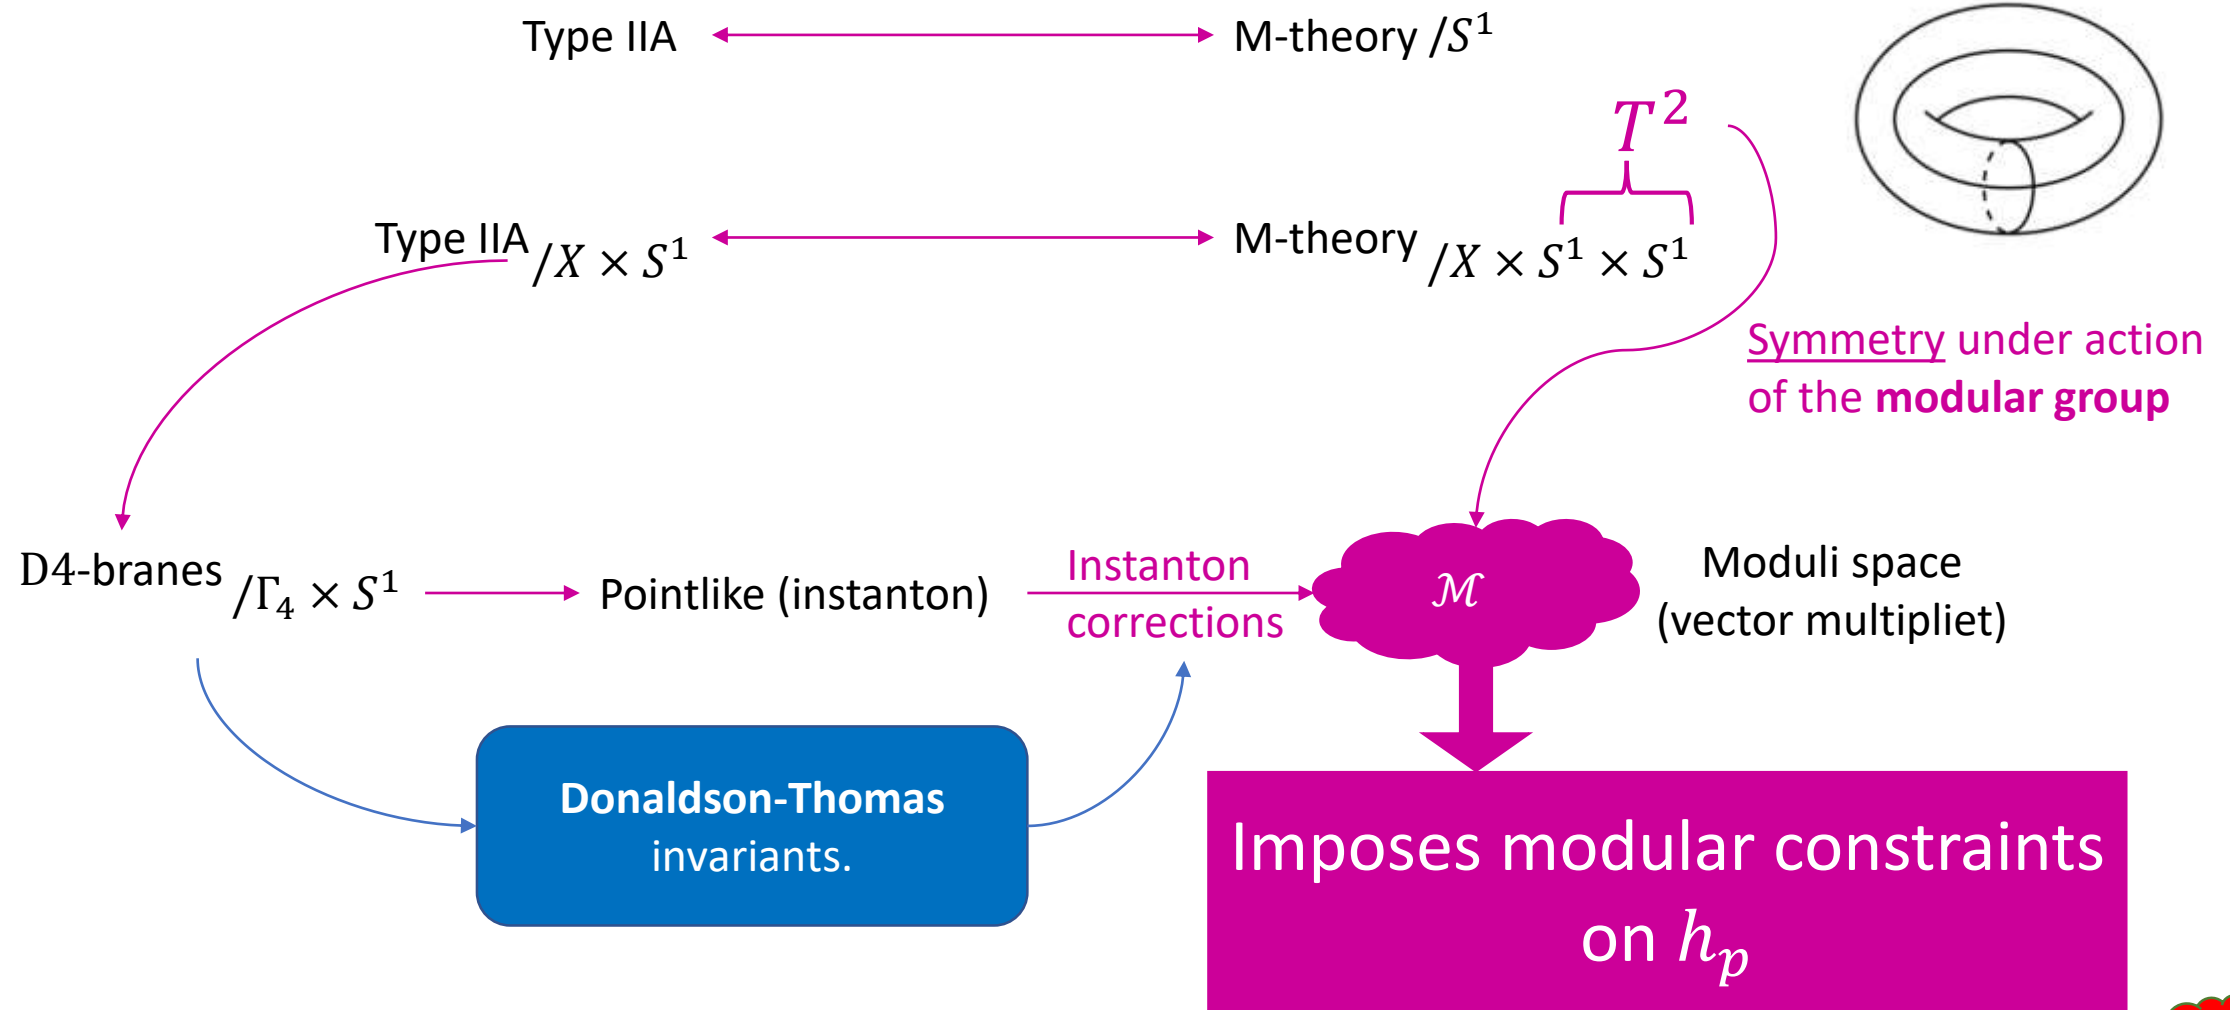 Type IIA
M-theory /S¹
T²
Type IIA /X × S¹
M-theory /X × S¹ × S¹
Symmetry under action
of the modular group
D4-branes /Γ₄ × S¹
Pointlike (instanton)
Instanton
corrections
ℳ
Moduli space
(vector multipliet)
Donaldson-Thomas
invariants.
Imposes modular constraints
on hₚ